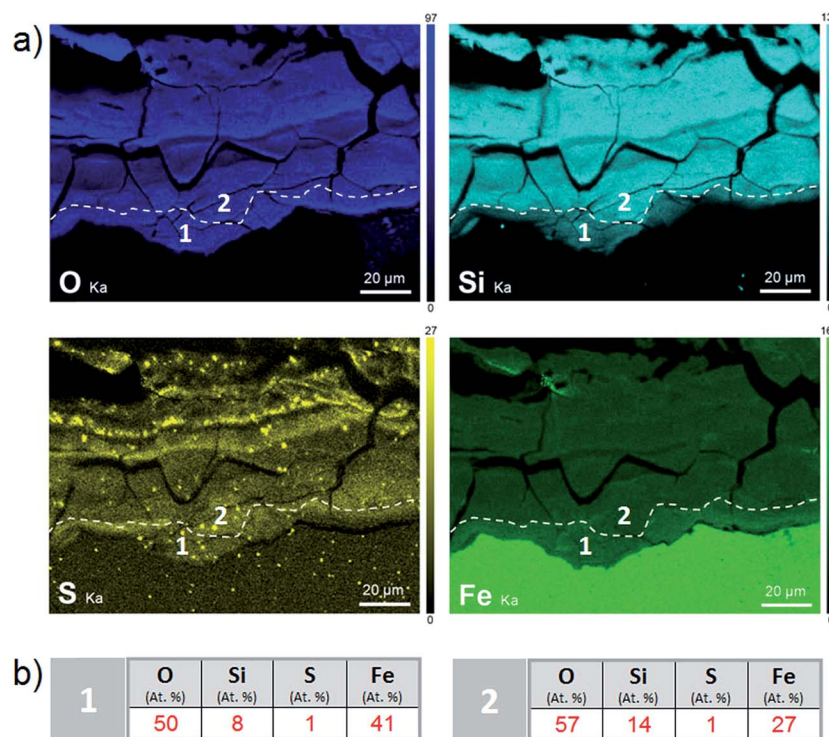 a)
97
2
1
O Ka
20 µm
0
13
2
1
Si Ka
20 µm
0
27
2
1
S Ka
20 µm
0
16
2
1
Fe Ka
20 µm
b)
1
O Si S Fe
(At. %) (At. %) (At. %) (At. %)
50 8 1 41
2
O Si S Fe
(At. %) (At. %) (At. %) (At. %)
57 14 1 27